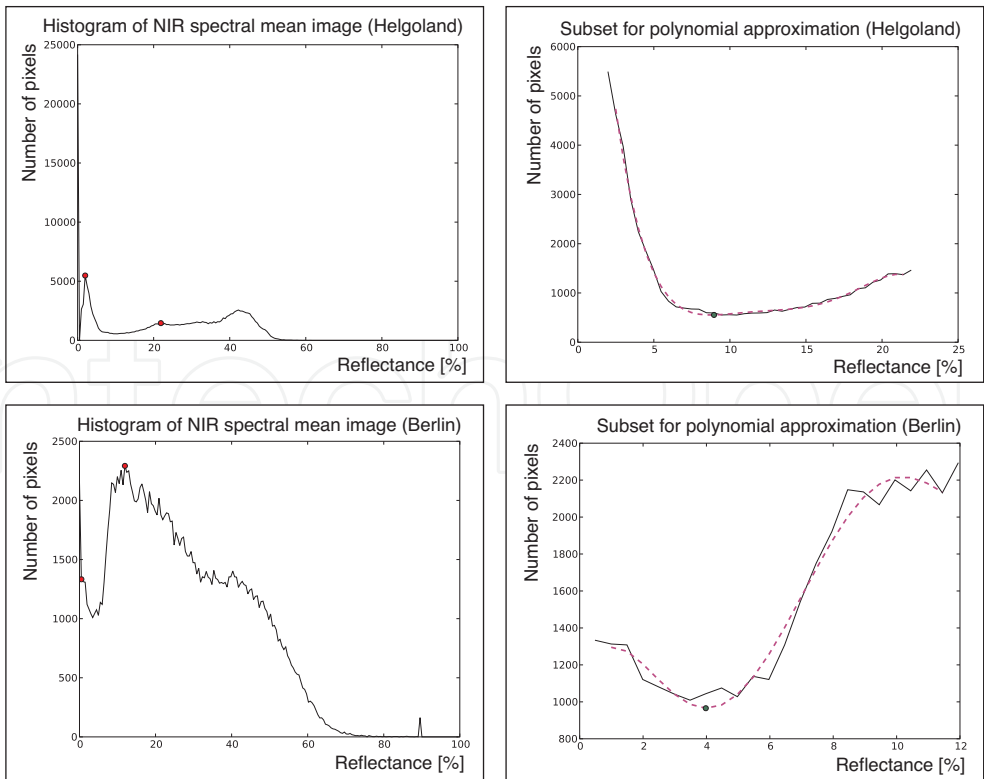 Histogram of NIR spectral mean image (Helgoland)
Number of pixels
25000
20000
15000
10000
5000
0
0 20 40 60 80 100
Reflectance [%]
Subset for polynomial approximation (Helgoland)
Number of pixels
6000
5000
4000
3000
2000
1000
0
0 5 10 15 20 25
Reflectance [%]
Histogram of NIR spectral mean image (Berlin)
Number of pixels
2500
2000
1500
1000
500
0
0 20 40 60 80 100
Reflectance [%]
Subset for polynomial approximation (Berlin)
Number of pixels
2400
2200
2000
1800
1600
1400
1200
1000
800
0 2 4 6 8 10 12
Reflectance [%]